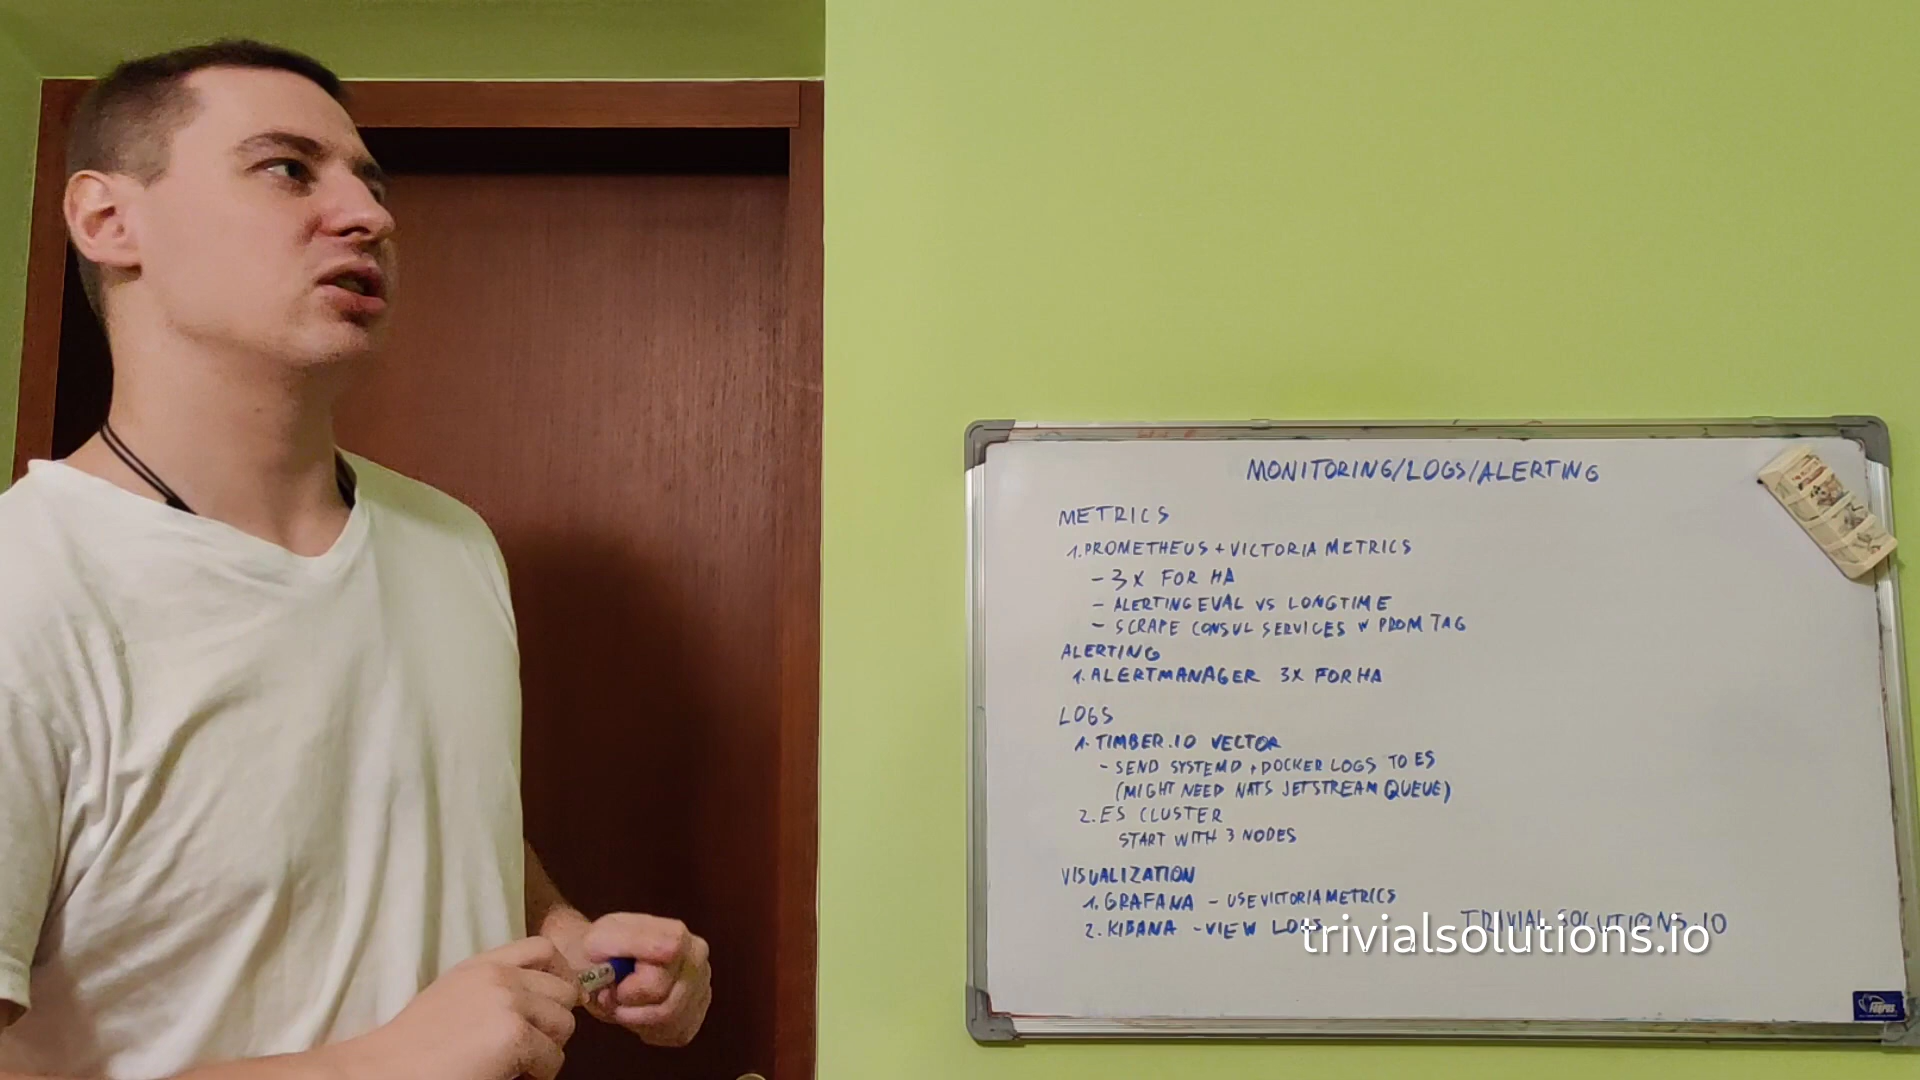 MONITORING/LOGS/ALERTING
METRICS
1. PROMETHEUS + VICTORIA METRICS
- 3X FOR HA
- ALERTING EVAL VS LONGTIME
- SCRAPE CONSUL SERVICES W PROM TAG
ALERTING
1. ALERTMANAGER 3X FOR HA
LOGS
1. TIMBER.IO VECTOR
- SEND SYSTEMD + DOCKER LOGS TO ES
(MIGHT NEED NATS JETSTREAM QUEUE)
2. ES CLUSTER
START WITH 3 NODES
VISUALIZATION
1. GRAFANA - USE VICTORIA METRICS
2. KIBANA - VIEW LOGS
TRIVIAL SOLUTIONS.IO
trivialsolutions.io